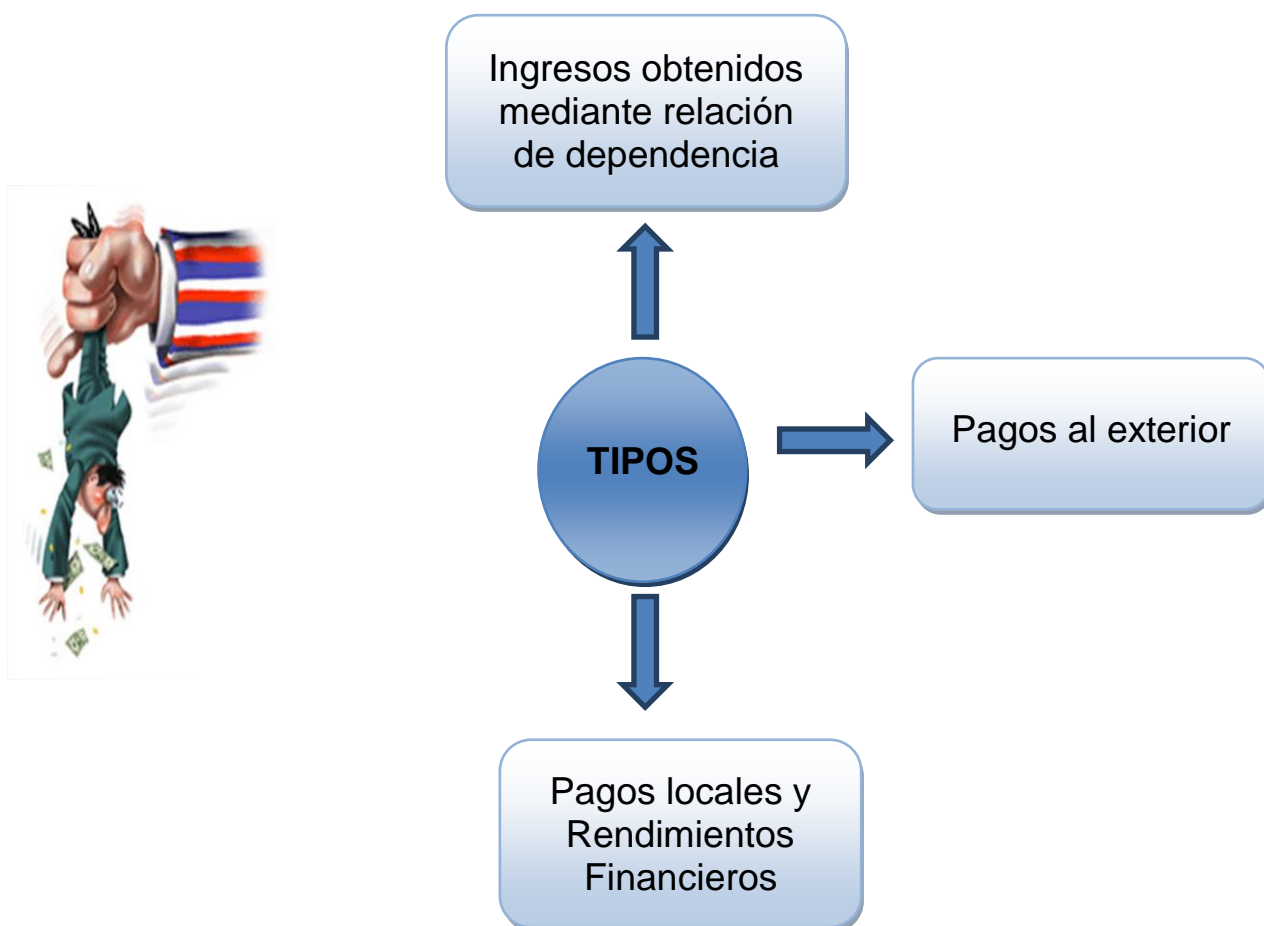 Ingresos obtenidos
mediante relación
de dependencia
TIPOS
Pagos al exterior
Pagos locales y
Rendimientos
Financieros